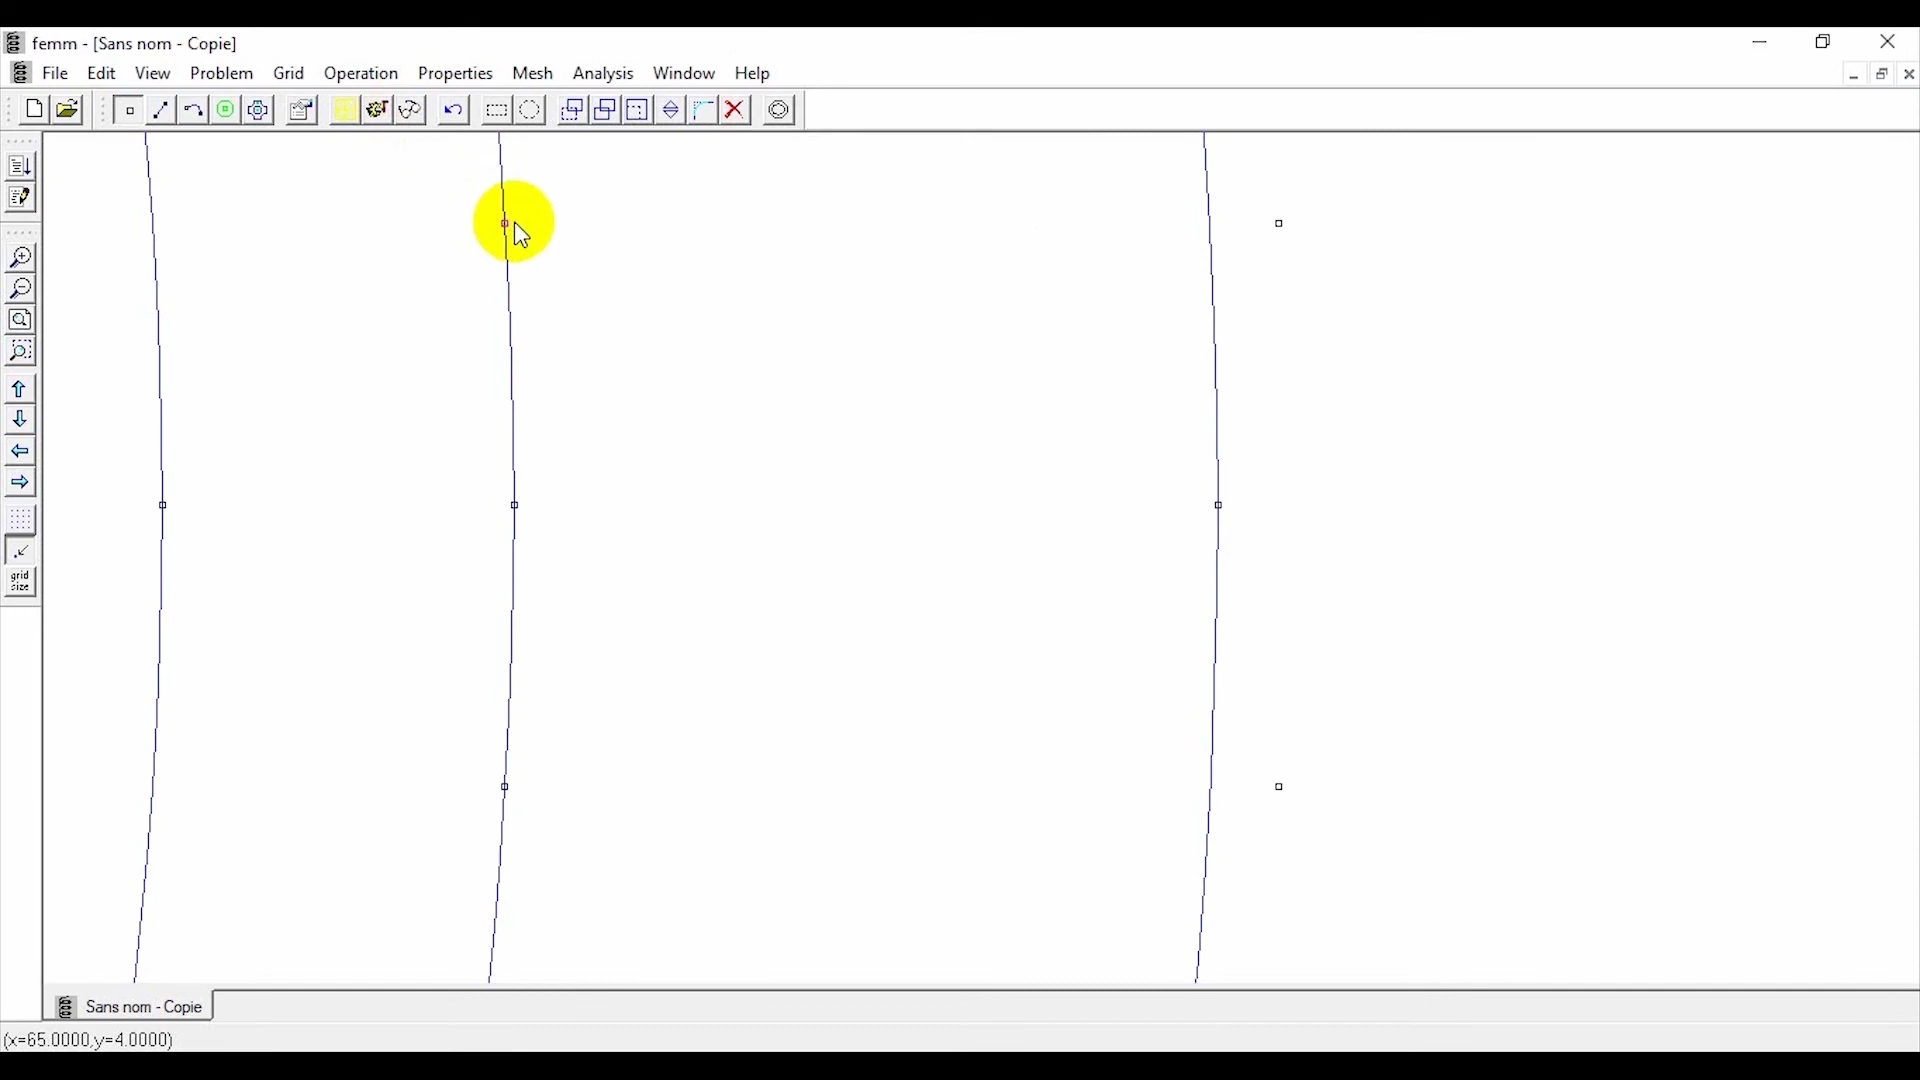 femm - [Sans nom - Copie]
File Edit View Problem Grid Operation Properties Mesh Analysis Window Help
grid
size
Sans nom - Copie
(x=65.0000,y=4.0000)